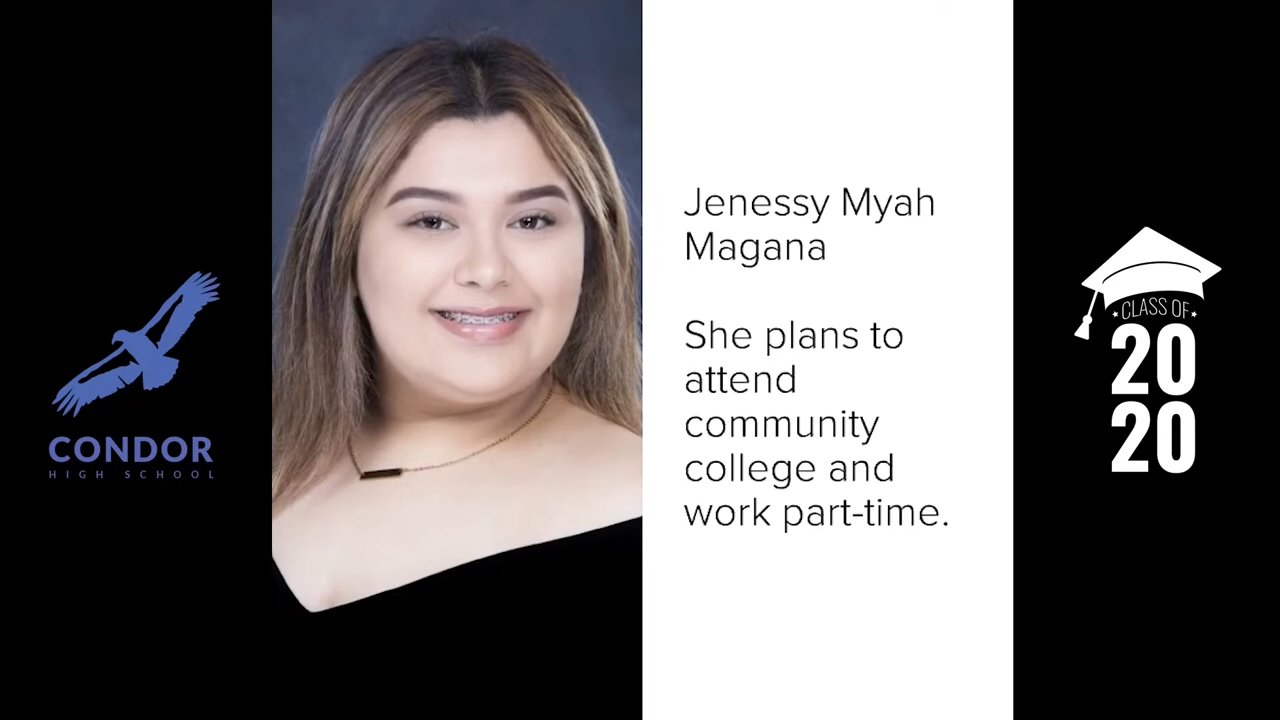 CONDOR
HIGH SCHOOL
Jenessy Myah
Magana
She plans to
attend
community
college and
work part-time.
CLASS OF
20
20